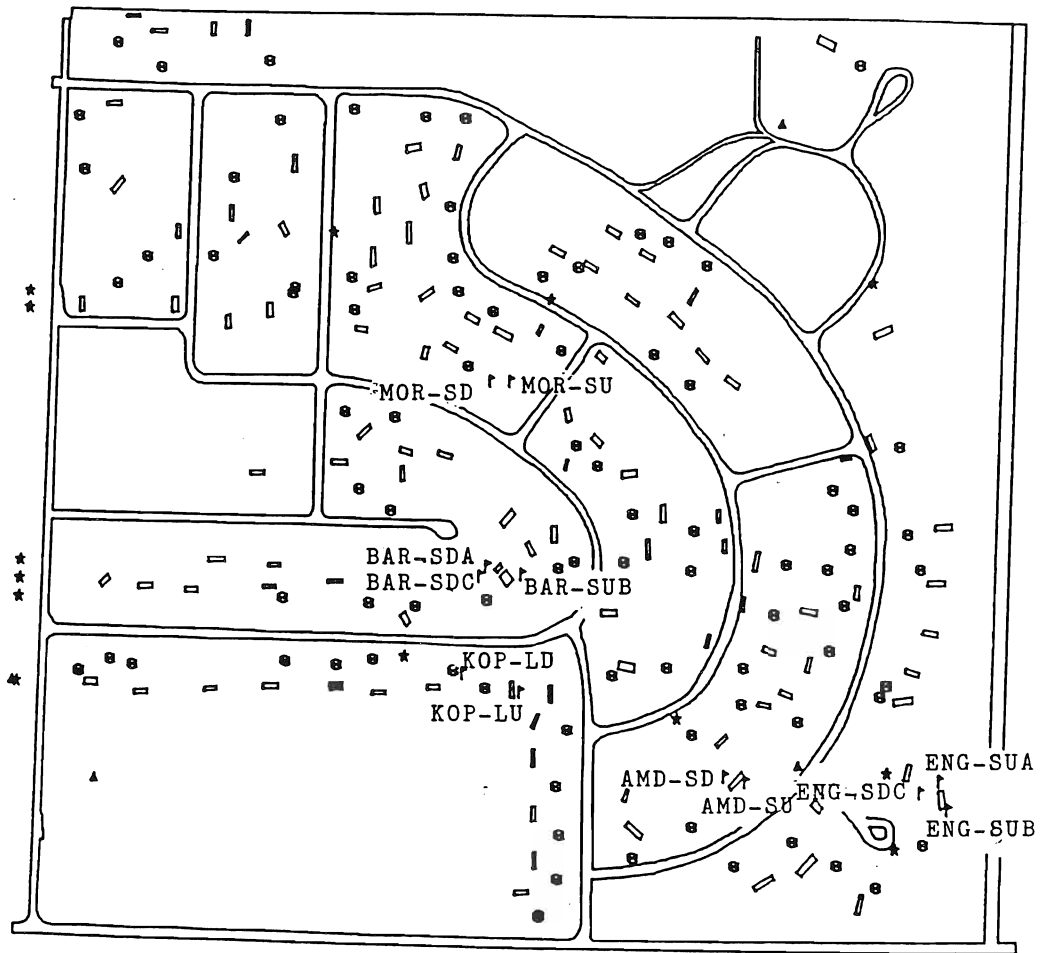 MOR-SD MOR-SU
BAR-SDA
BAR-SDC BAR-SUB
KOP-LD
KOP-LU
ENG-SUA
AMD-SD ENG-SDC
AMD-SU
ENG-SUB